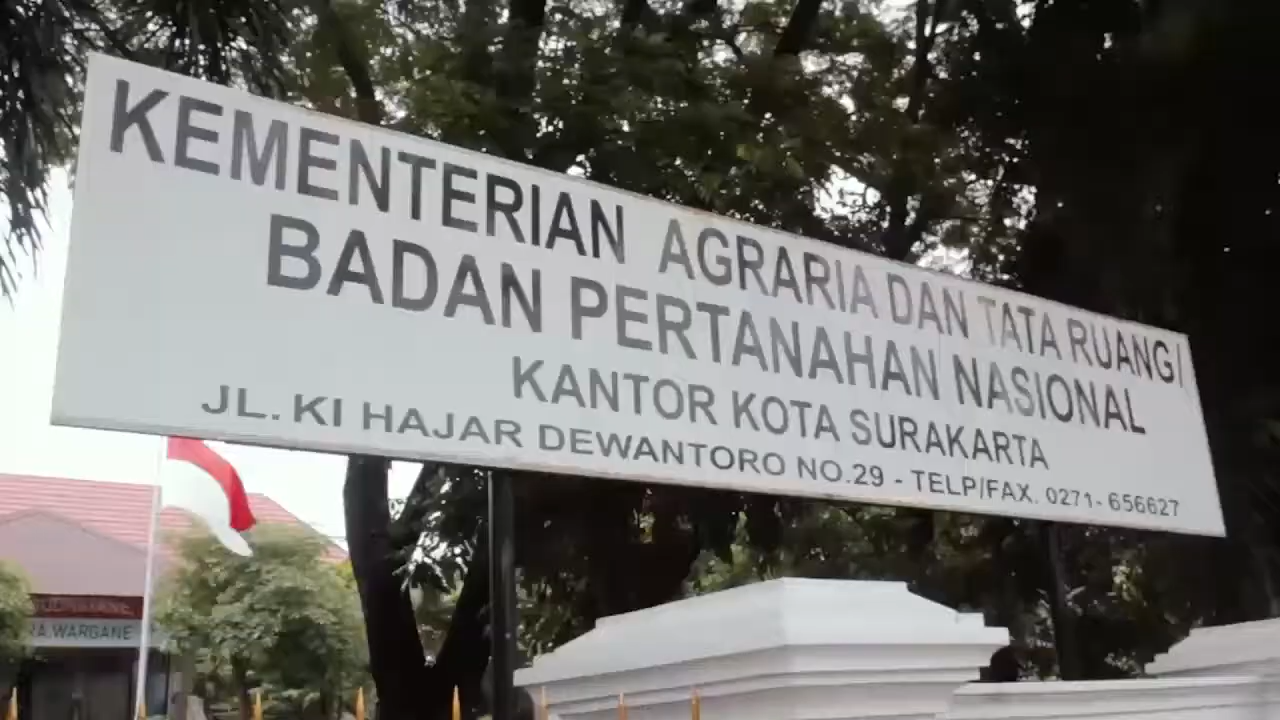 KEMENTERIAN AGRARIA DAN TATA RUANG/
BADAN PERTANAHAN NASIONAL
KANTOR KOTA SURAKARTA
JL. KI HAJAR DEWANTORO NO.29 - TELP/FAX. 0271- 656627
WARGANE